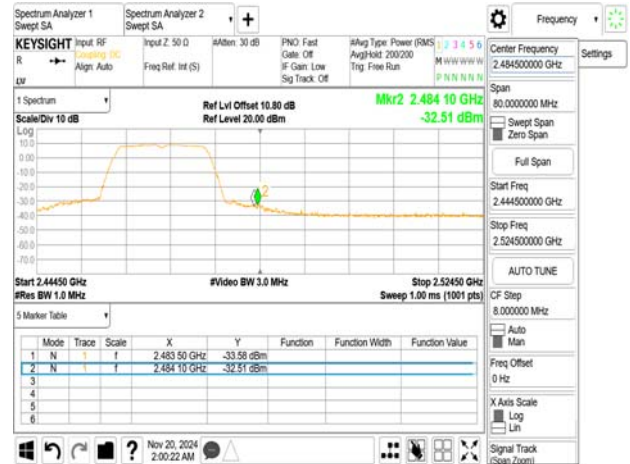 Spectrum Analyzer 1
Swept SA
Spectrum Analyzer 2
Swept SA
+
Frequency
KEYSIGHT
R
Input: RF
Coupling: DC
Align: Auto
Input Z: 50 Ω
Freq Ref: Int (S)
#Atten: 30 dB
PNO: Fast
Gate: Off
IF Gain: Low
Sig Track: Off
#Avg Type: Power (RMS
Avg|Hold: 200/200
Trig: Free Run
1 2 3 4 5 6
M W W W W W
P N N N N N
Settings
1 Spectrum
Scale/Div 10 dB
Log
Ref Lvl Offset 10.80 dB
Ref Level 20.00 dBm
Mkr2 2.484 10 GHz
-32.51 dBm
10.0
0.00
-10.0
-20.0
-30.0
-40.0
-50.0
-60.0
-70.0
2
Start 2.44450 GHz
#Res BW 1.0 MHz
#Video BW 3.0 MHz
Stop 2.52450 GHz
Sweep 1.00 ms (1001 pts)
5 Marker Table
Mode Trace Scale X Y Function Function Width Function Value
1 N 1 f 2.483 50 GHz -33.58 dBm
2 N 1 f 2.484 10 GHz -32.51 dBm
3
4
5
6
Nov 20, 2024
2:00:22 AM
Center Frequency
2.484500000 GHz
Span
80.0000000 MHz
Swept Span
Zero Span
Full Span
Start Freq
2.444500000 GHz
Stop Freq
2.524500000 GHz
AUTO TUNE
CF Step
8.000000 MHz
Auto
Man
Freq Offset
0 Hz
X Axis Scale
Log
Lin
Signal Track
(Span Zoom)